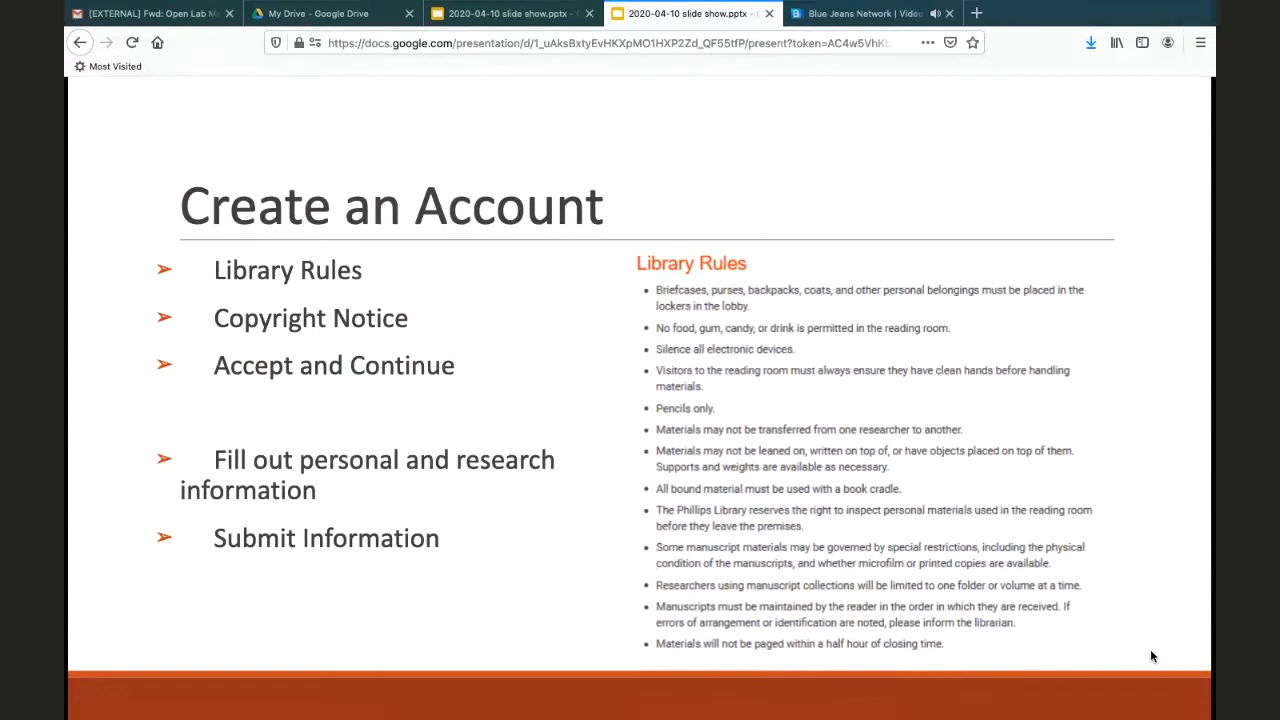 [EXTERNAL] Fwd: Open Lab M
My Drive - Google Drive
2020-04-10 slide show.pptx -
2020-04-10 slide show.pptx -
Blue Jeans Network | Video
https://docs.google.com/presentation/d/1_uAksBxtyEvHKXpMO1HXP2Zd_QF55tfP/present?token=AC4w5VhK
Most Visited
Create an Account
Library Rules
Copyright Notice
Accept and Continue
Fill out personal and research
information
Submit Information
Library Rules
Briefcases, purses, backpacks, coats, and other personal belongings must be placed in the
lockers in the lobby.
No food, gum, candy, or drink is permitted in the reading room.
Silence all electronic devices.
Visitors to the reading room must always ensure they have clean hands before handling
materials.
Pencils only.
Materials may not be transferred from one researcher to another.
Materials may not be leaned on, written on top of, or have objects placed on top of them.
Supports and weights are available as necessary.
All bound material must be used with a book cradle.
The Phillips Library reserves the right to inspect personal materials used in the reading room
before they leave the premises.
Some manuscript materials may be governed by special restrictions, including the physical
condition of the manuscripts, and whether microfilm or printed copies are available.
Researchers using manuscript collections will be limited to one folder or volume at a time.
Manuscripts must be maintained by the reader in the order in which they are received. If
errors of arrangement or identification are noted, please inform the librarian.
Materials will not be paged within a half hour of closing time.